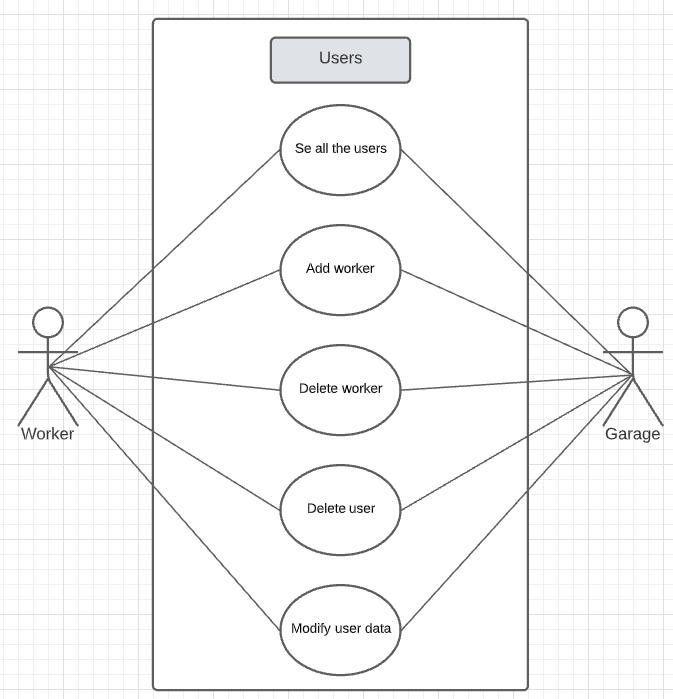 Users
Se all the users
Add worker
Delete worker
Worker
Garage
Delete user
Modify user data